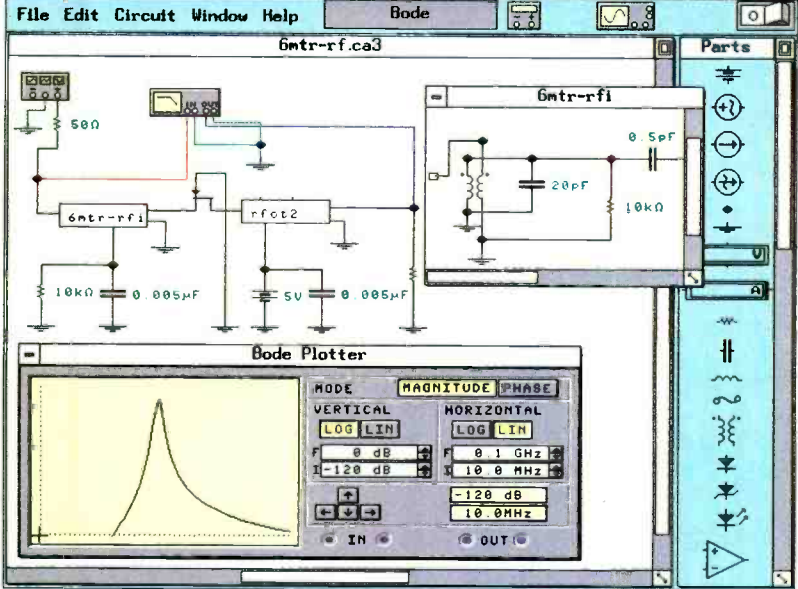 File Edit Circuit Window Help Bode
6mtr-rf.ca3
Parts
IN OUT
50Ω
6mtr-rfi
rfot2
10kΩ
0.005µF
5V
0.005µF
6mtr-rfi
0.5pF
20pF
10kΩ
V
A
Bode Plotter
MODE MAGNITUDE PHASE
VERTICAL HORIZONTAL
LOG LIN LOG LIN
F 0 dB F 0.1 GHz
I -120 dB I 10.0 MHz
-120 dB
10.0MHz
IN OUT